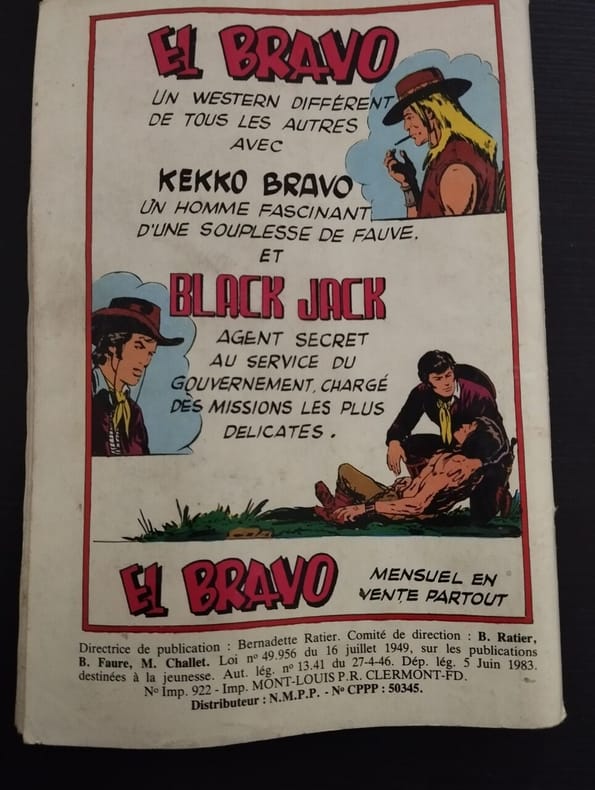 EL BRAVO
UN WESTERN DIFFÉRENT
DE TOUS LES AUTRES
AVEC
KEKKO BRAVO
UN HOMME FASCINANT
D'UNE SOUPLESSE DE FAUVE.
ET
BLACK JACK
AGENT SECRET
AU SERVICE DU
GOUVERNEMENT, CHARGÉ
DES MISSIONS LES PLUS
DELICATES.
EL BRAVO
MENSUEL EN
VENTE PARTOUT
Directrice de publication : Bernadette Ratier. Comité de direction : B. Ratier,
B. Faure, M. Challet. Loi nº 49.956 du 16 juillet 1949, sur les publications
destinées à la jeunesse. Aut. lég. nº 13.41 du 27-4-46. Dép. lég. 5 Juin 1983.
Nº Imp. 922 - Imp. MONT-LOUIS P.R. CLERMONT-FD.
Distributeur : N.M.P.P. - Nº CPPP : 50345.